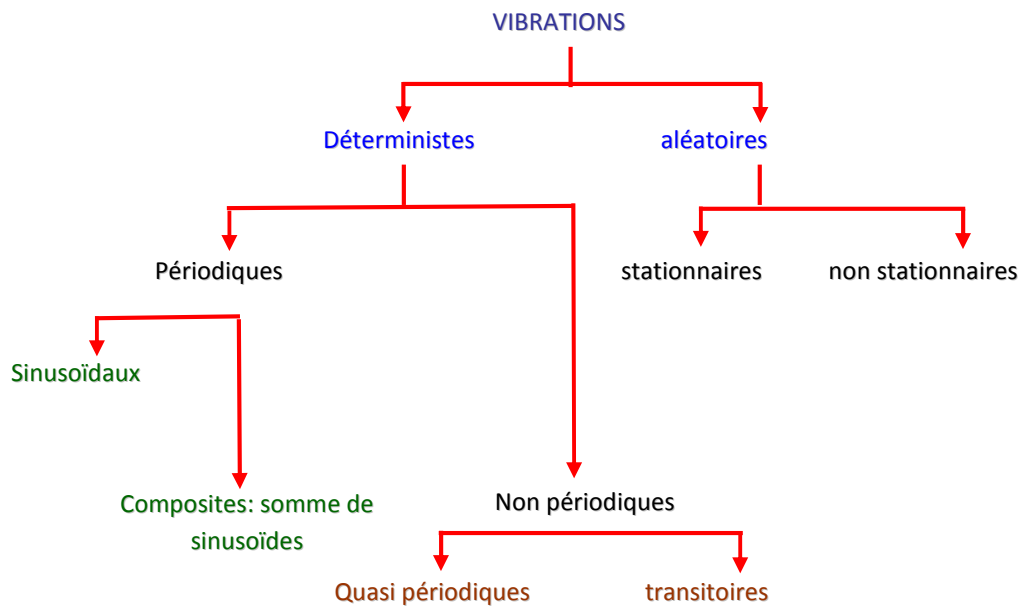 VIBRATIONS
Déterministes
aléatoires
Périodiques
stationnaires
non stationnaires
Sinusoïdaux
Composites: somme de
sinusoïdes
Non périodiques
Quasi périodiques
transitoires